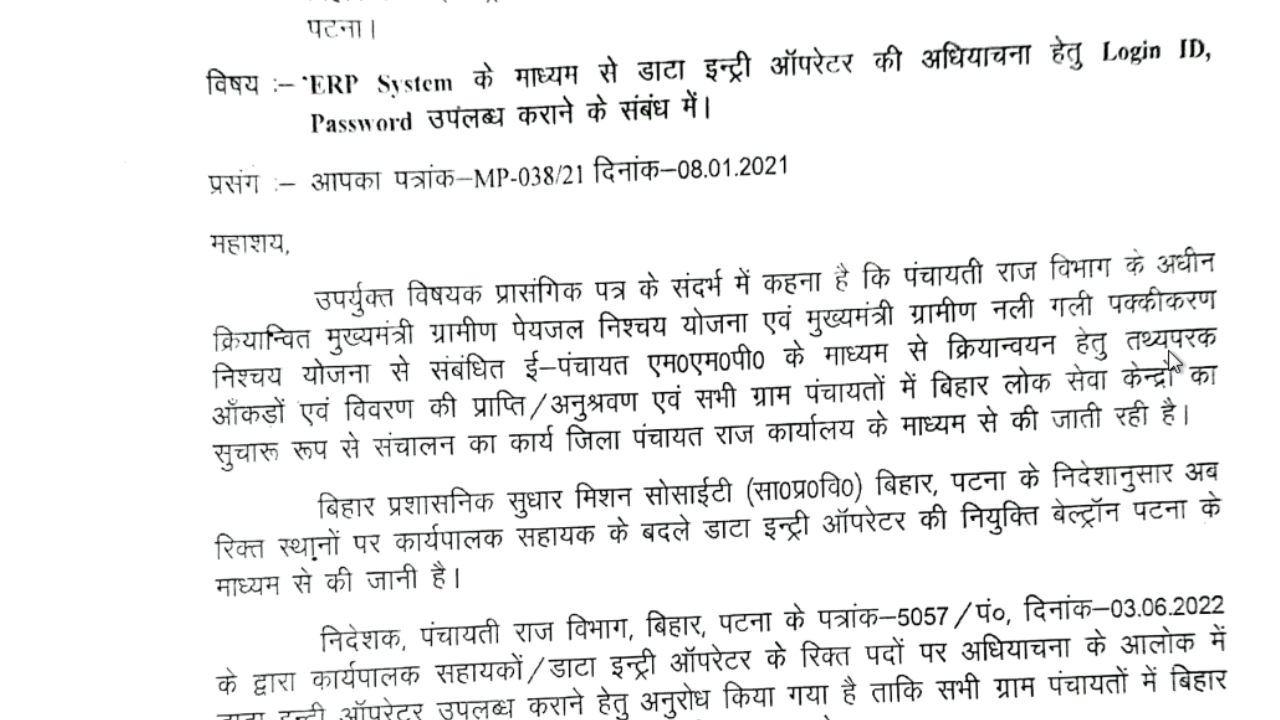 पटना।
विषय :– ERP System के माध्यम से डाटा इन्ट्री ऑपरेटर की अधियाचना हेतु Login ID,
Password उपलब्ध कराने के संबंध में।
प्रसंग :– आपका पत्रांक–MP-038/21 दिनांक–08.01.2021
महाशय,
उपर्युक्त विषयक प्रासंगिक पत्र के संदर्भ में कहना है कि पंचायती राज विभाग के अधीन
क्रियान्वित मुख्यमंत्री ग्रामीण पेयजल निश्चय योजना एवं मुख्यमंत्री ग्रामीण नली गली पक्कीकरण
निश्चय योजना से संबंधित ई–पंचायत एम0एम0पी0 के माध्यम से क्रियान्वयन हेतु तथ्यपरक
आँकड़ों एवं विवरण की प्राप्ति/अनुश्रवण एवं सभी ग्राम पंचायतों में बिहार लोक सेवा केन्द्रों का
सुचारू रूप से संचालन का कार्य जिला पंचायत राज कार्यालय के माध्यम से की जाती रही है।
बिहार प्रशासनिक सुधार मिशन सोसाईटी (सा0प्र0वि0) बिहार, पटना के निदेशानुसार अब
रिक्त स्थानों पर कार्यपालक सहायक के बदले डाटा इन्ट्री ऑपरेटर की नियुक्ति बेल्ट्रॉन पटना के
माध्यम से की जानी है।
निदेशक, पंचायती राज विभाग, बिहार, पटना के पत्रांक–5057/पं०, दिनांक–03.06.2022
के द्वारा कार्यपालक सहायकों/डाटा इन्ट्री ऑपरेटर के रिक्त पदों पर अधियाचना के आलोक में
डाटा इन्ट्री ऑपरेटर उपलब्ध कराने हेतु अनुरोध किया गया है ताकि सभी ग्राम पंचायतों में बिहार